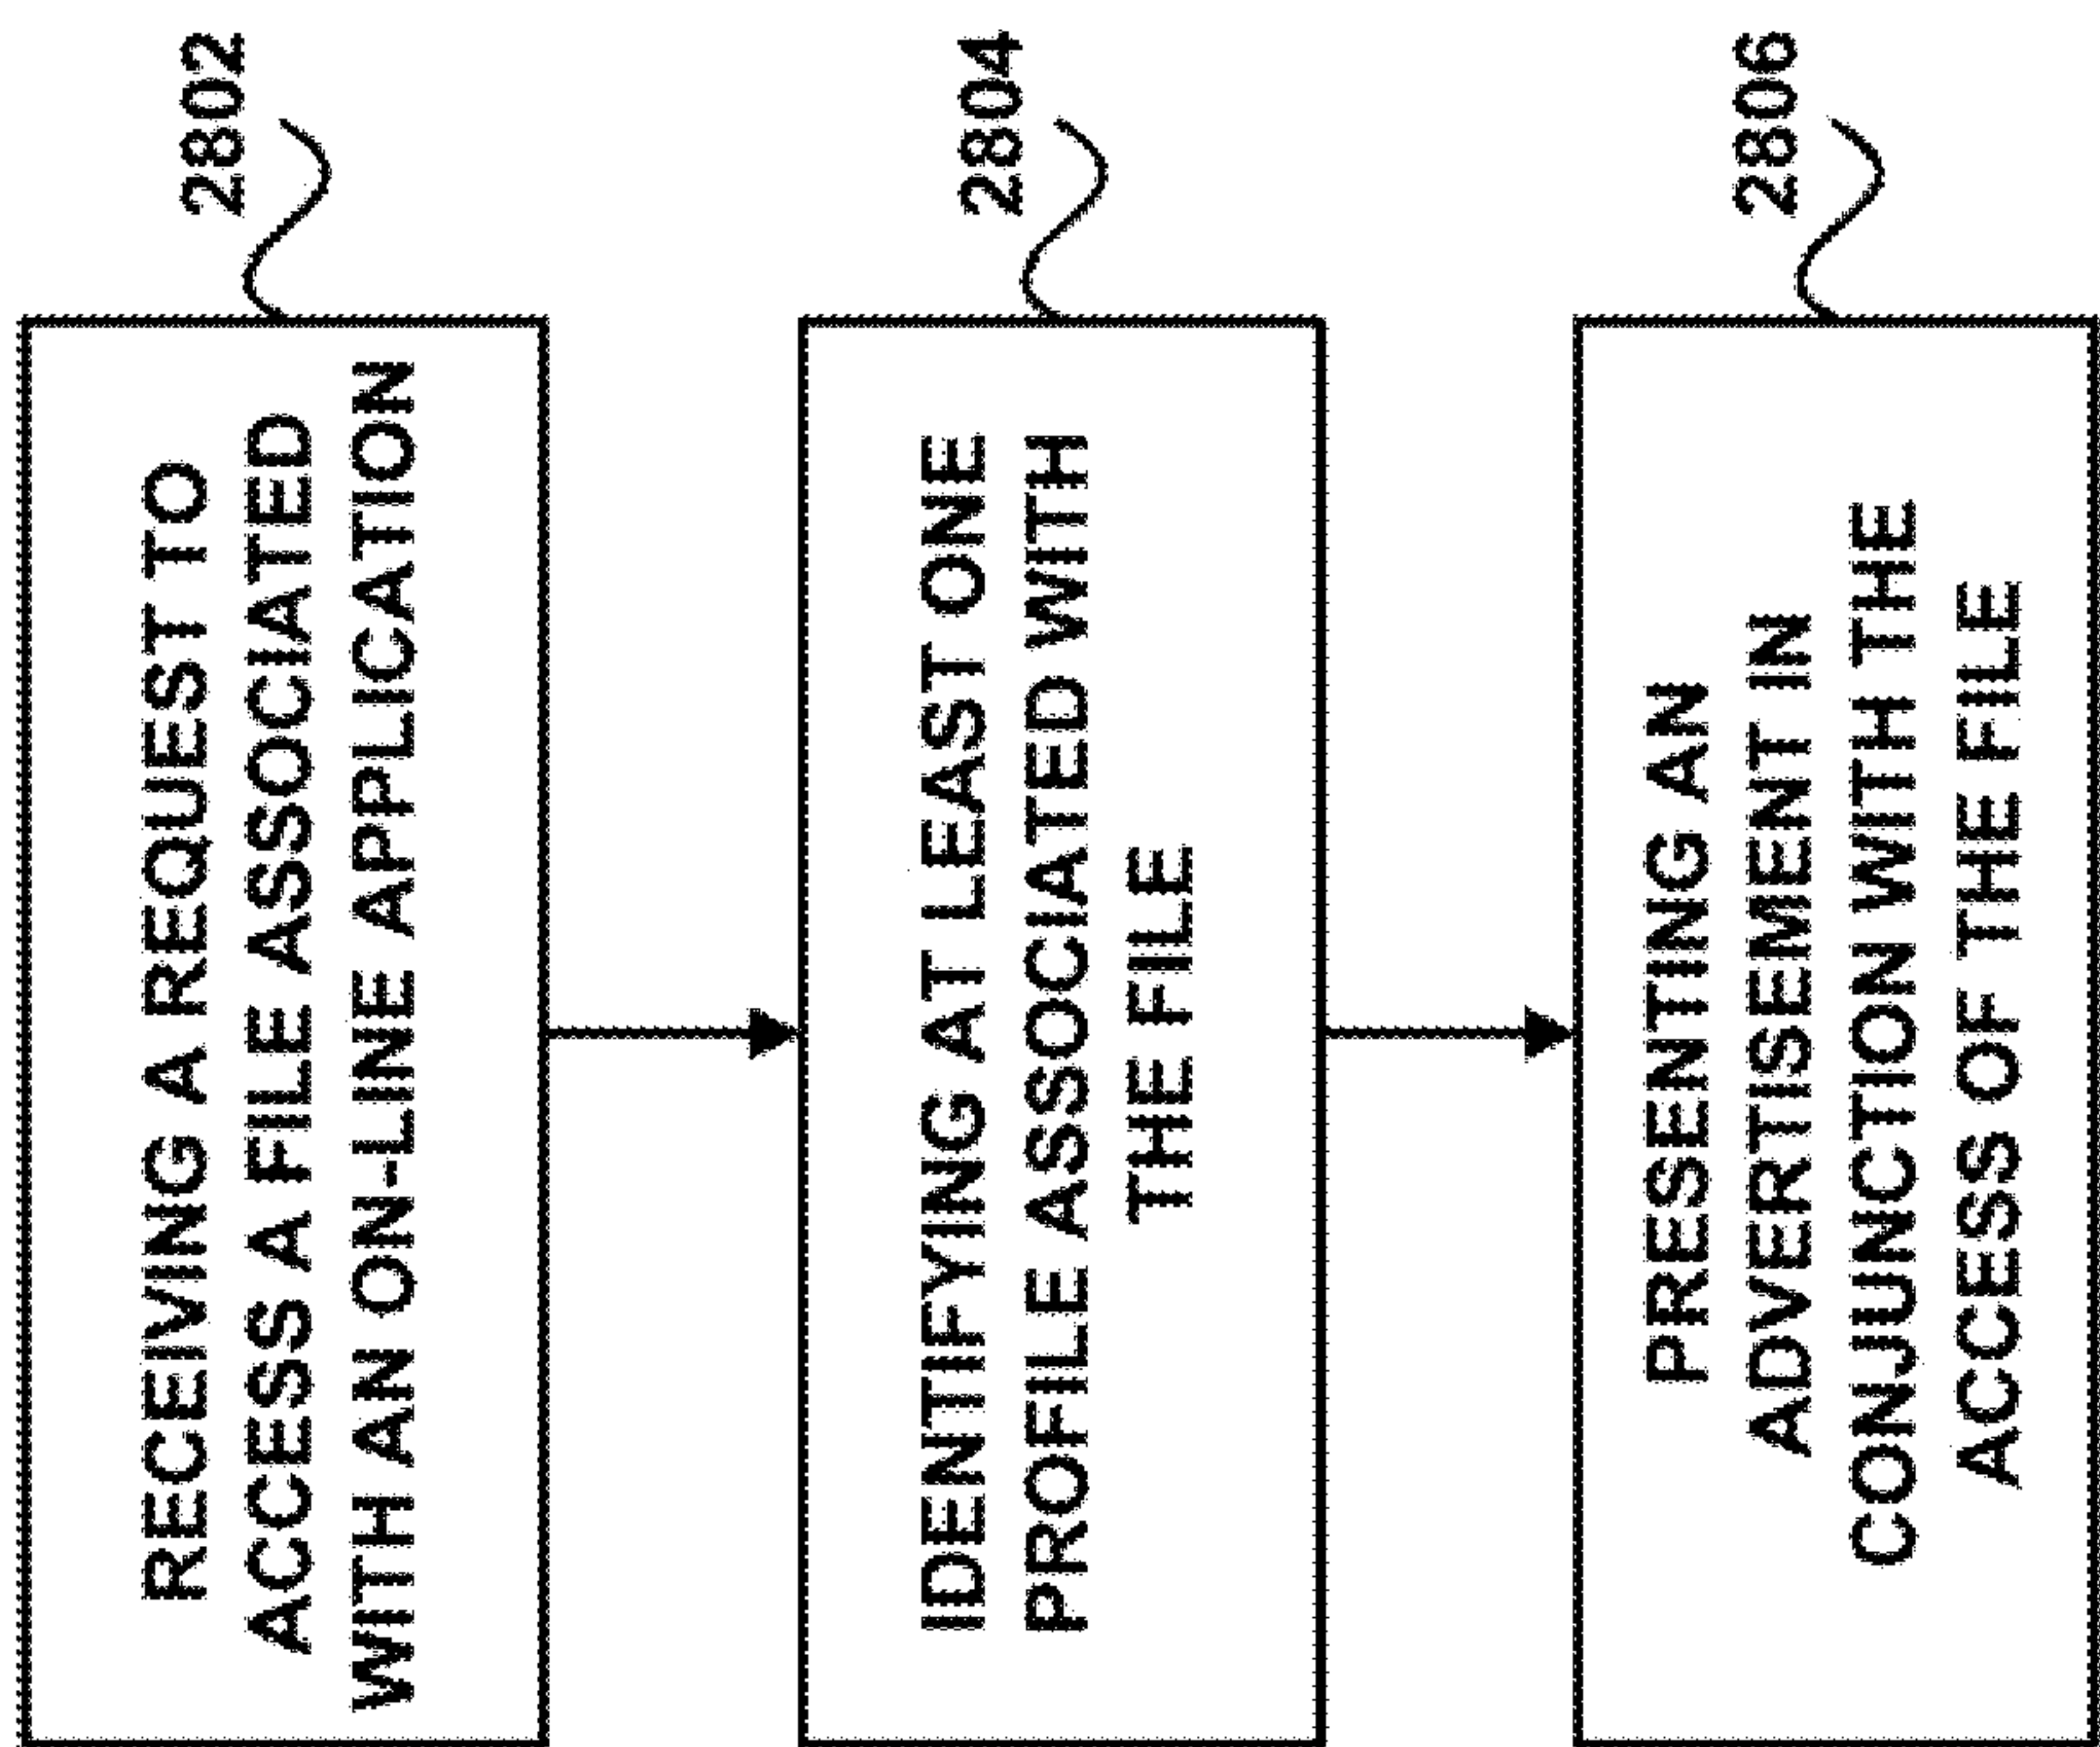 RECEIVING A REQUEST TO
ACCESS A FILE ASSOCIATED
WITH AN ON-LINE APPLICATION
2802
IDENTIFYING AT LEAST ONE
PROFILE ASSOCIATED WITH
THE FILE
2804
PRESENTING AN
ADVERTISEMENT IN
CONJUNCTION WITH THE
ACCESS OF THE FILE
2806